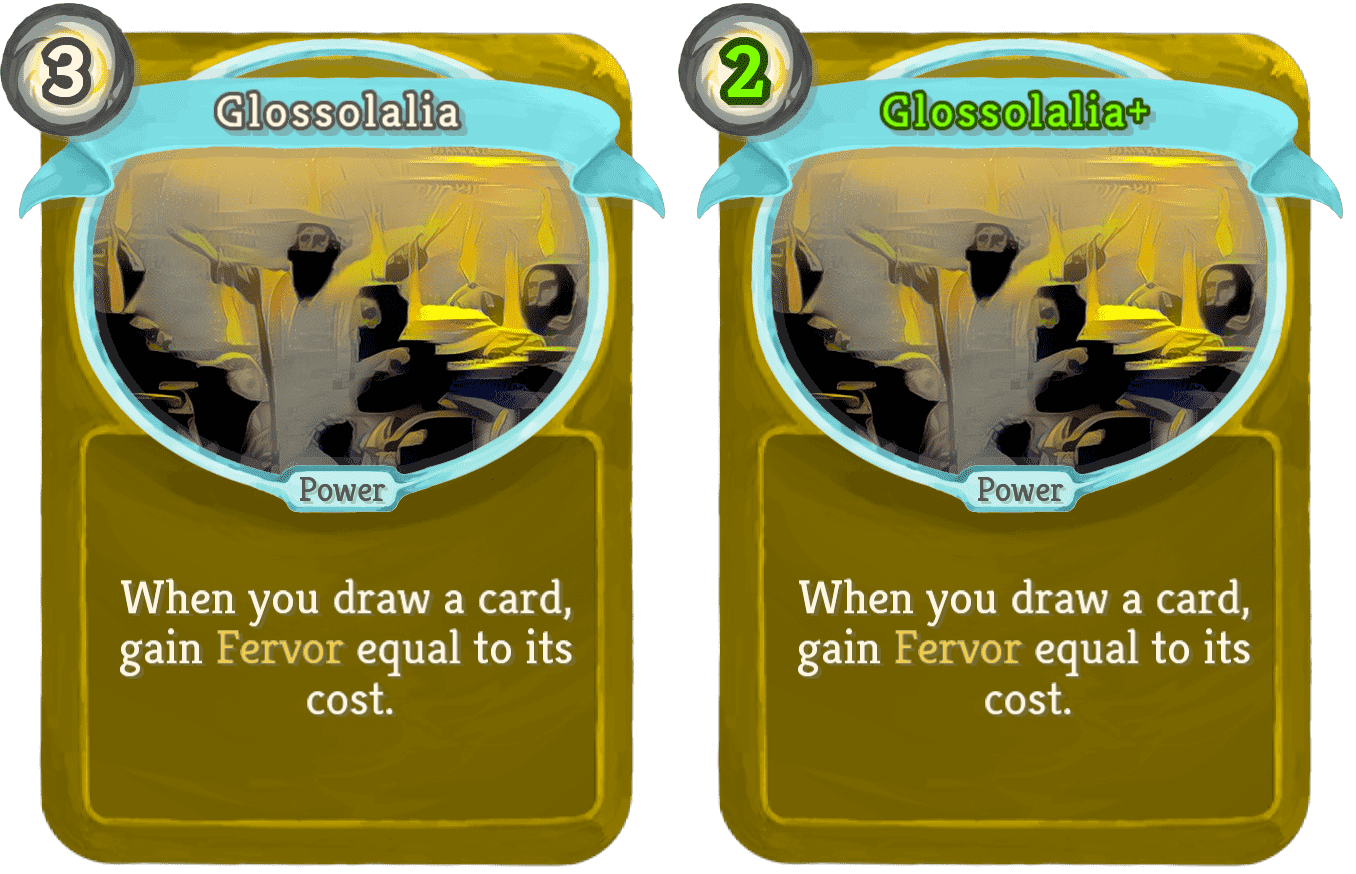 3
Glossolalia
Power
When you draw a card,
gain Fervor equal to its
cost.
2
Glossolalia+
Power
When you draw a card,
gain Fervor equal to its
cost.